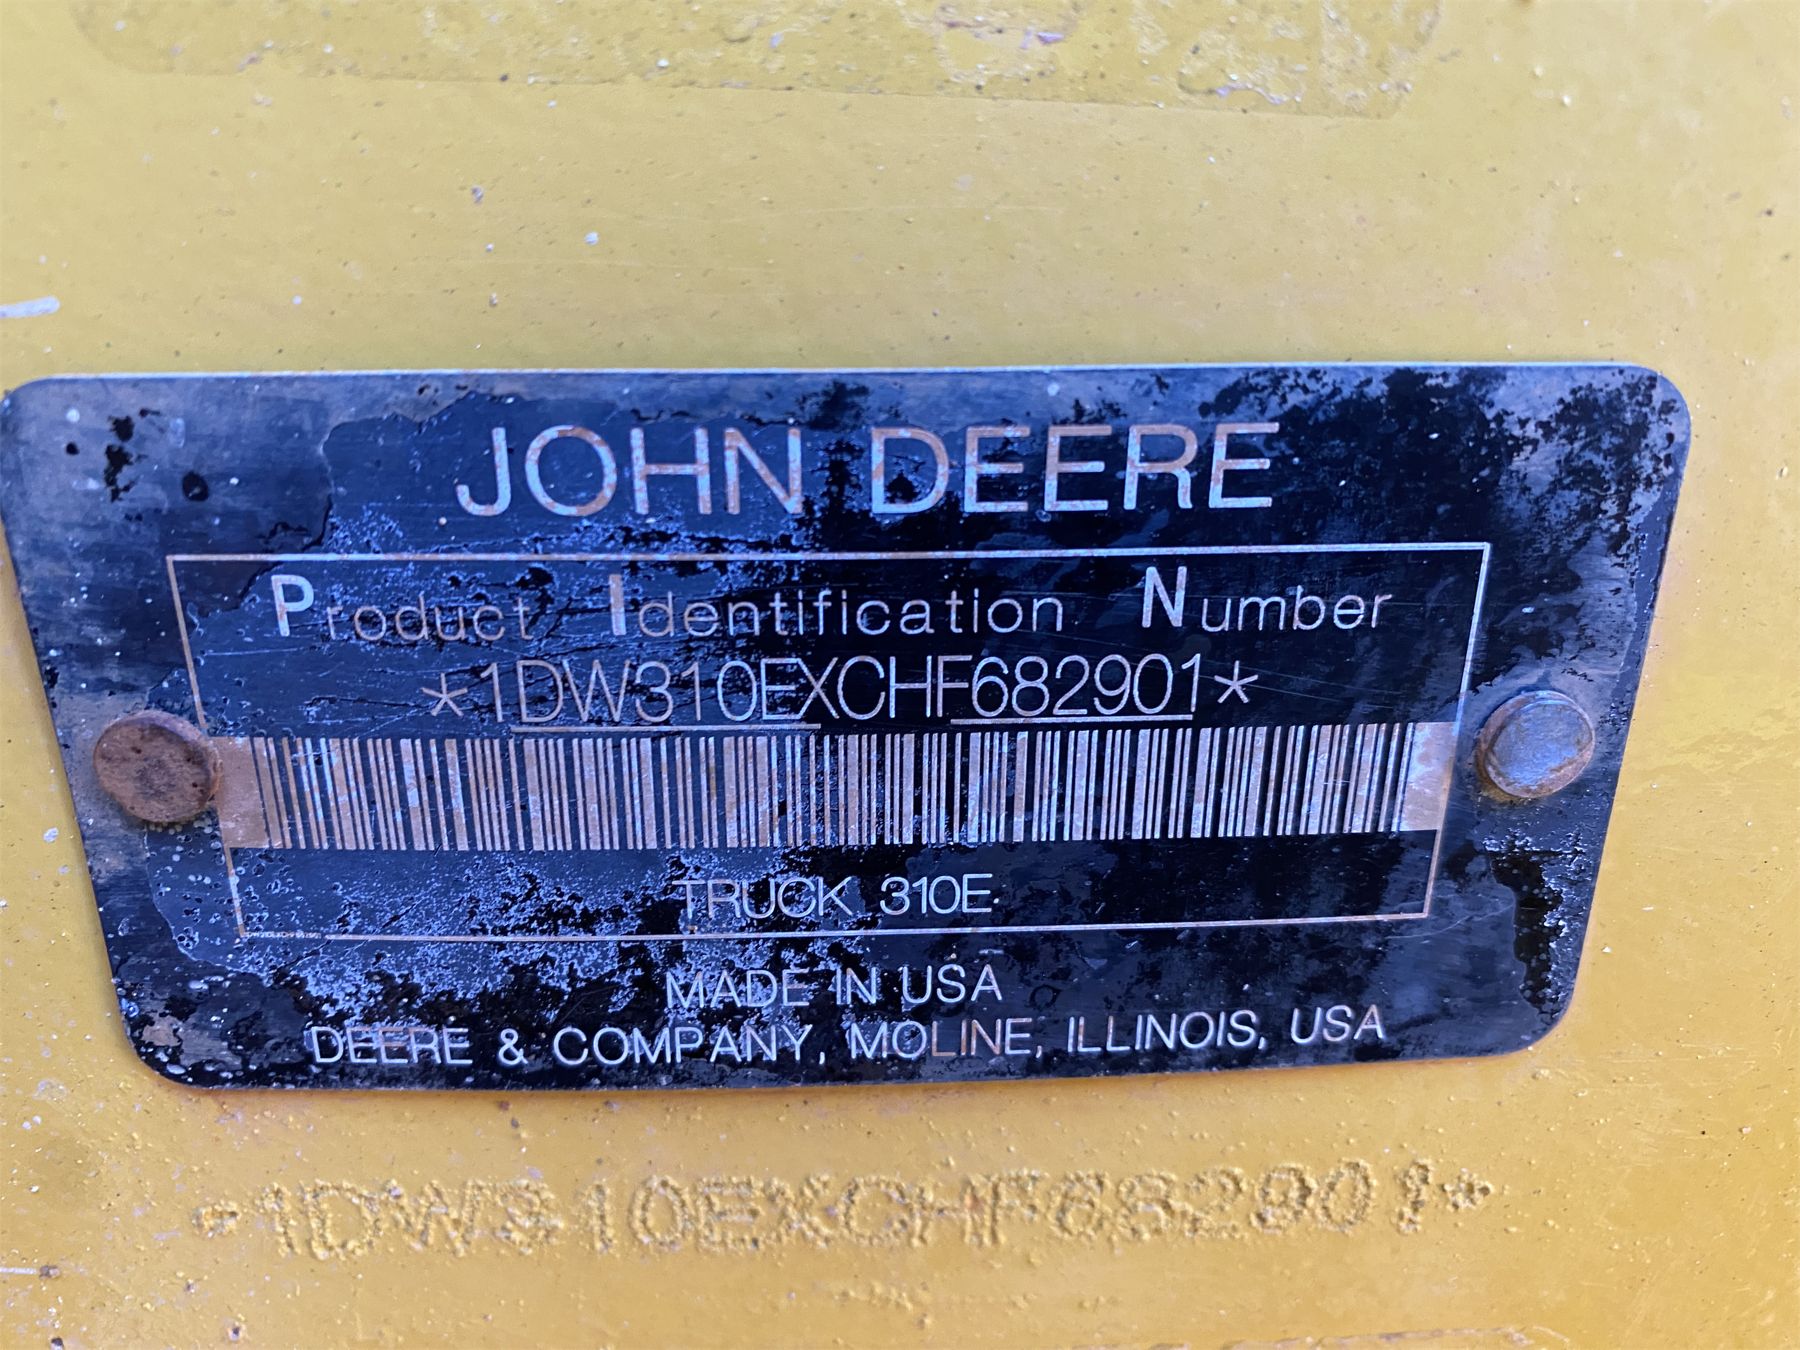 JOHN DEERE
Product Identification Number
*1DW310EXCHF682901*
TRUCK 310E
MADE IN USA
DEERE & COMPANY, MOLINE, ILLINOIS, USA
*1DW310EXCHF682901*